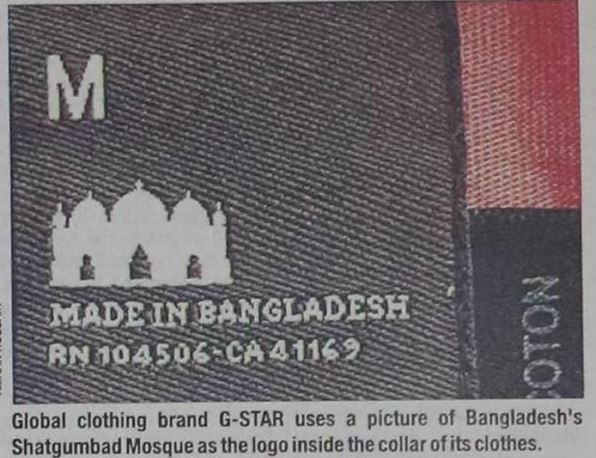 M
MADE IN BANGLADESH
RN 104506-CA 41169
COTON
Global clothing brand G-STAR uses a picture of Bangladesh's
Shatgumbad Mosque as the logo inside the collar of its clothes.